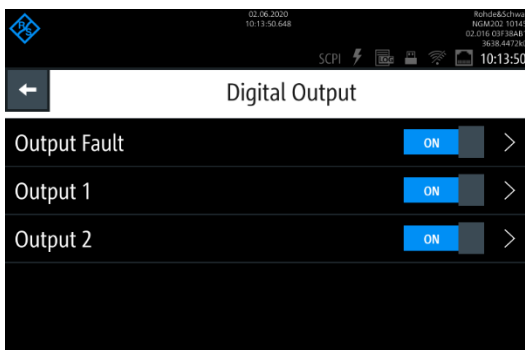 R S
02.06.2020
10:13:50.648
Rohde&Schwa
NGM202 1014
02.016 03F38AB
3638.4472k
SCPI LOG 10:13:50
Digital Output
Output Fault ON
Output 1 ON
Output 2 ON